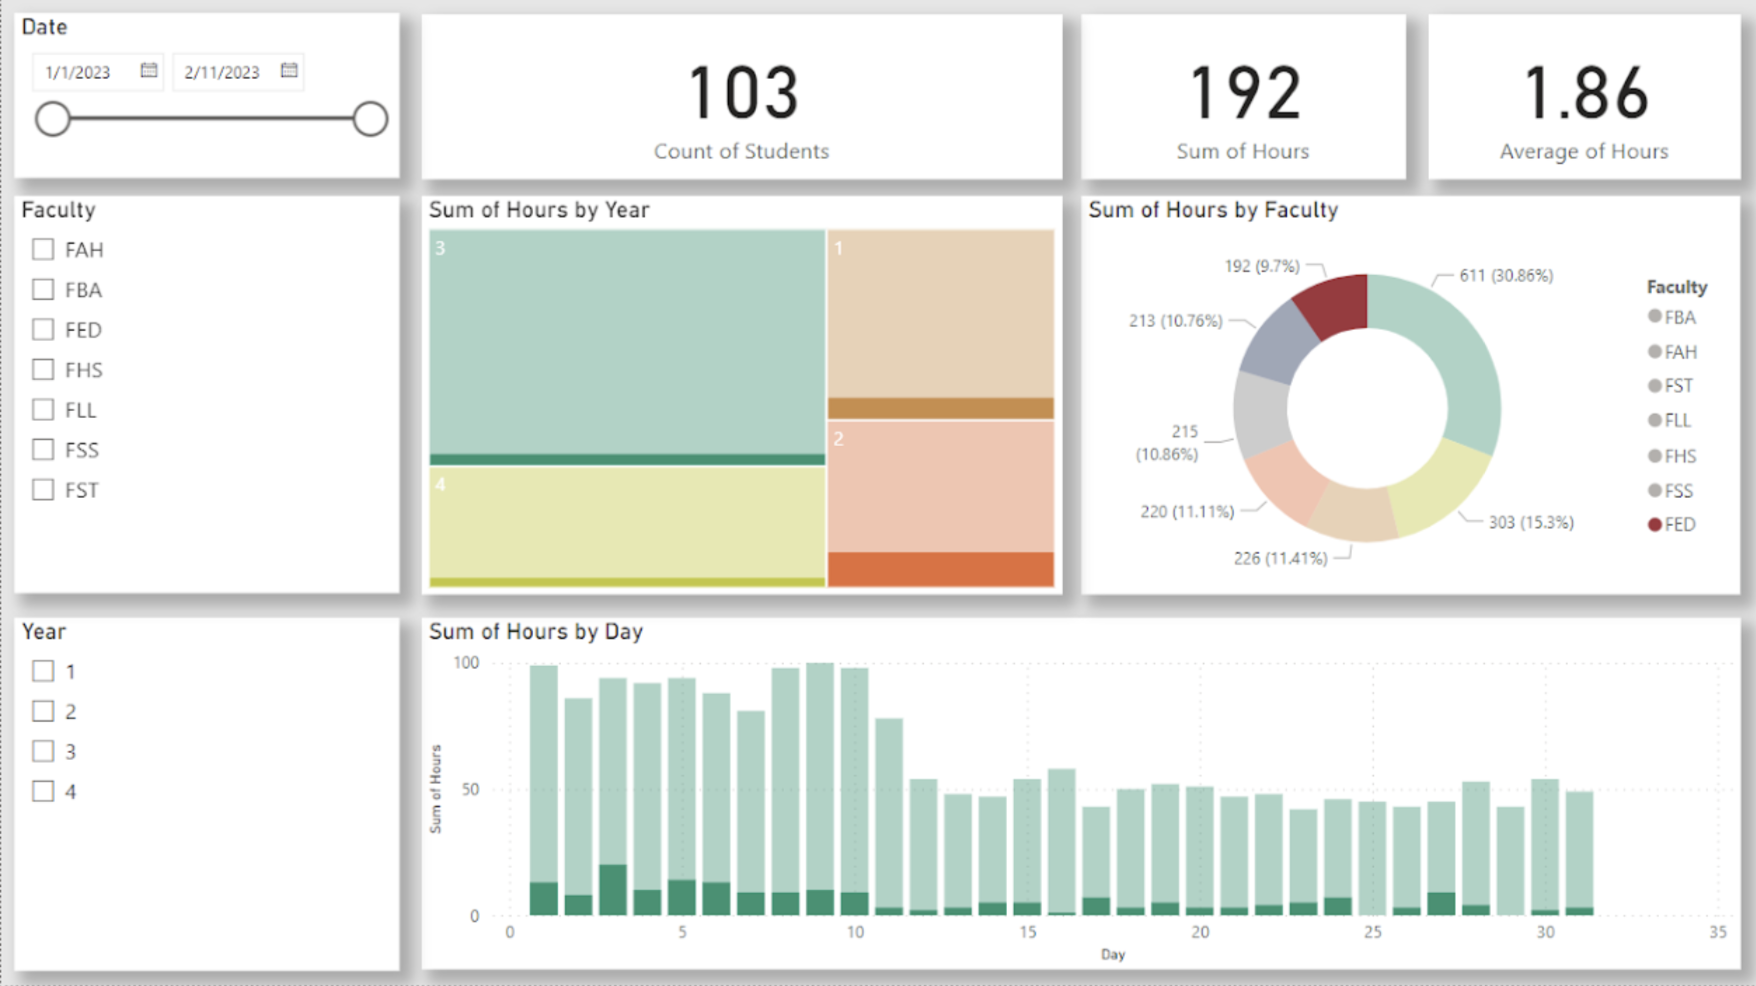 Date
1/1/2023
2/11/2023
103
Count of Students
192
Sum of Hours
1.86
Average of Hours
Faculty
FAH
FBA
FED
FHS
FLL
FSS
FST
Sum of Hours by Year
3
1
2
4
Sum of Hours by Faculty
192 (9.7%)
611 (30.86%)
213 (10.76%)
215
(10.86%)
220 (11.11%)
226 (11.41%)
303 (15.3%)
Faculty
FBA
FAH
FST
FLL
FHS
FSS
FED
Year
1
2
3
4
Sum of Hours by Day
Sum of Hours
100
50
0
0 5 10 15 20 25 30 35
Day